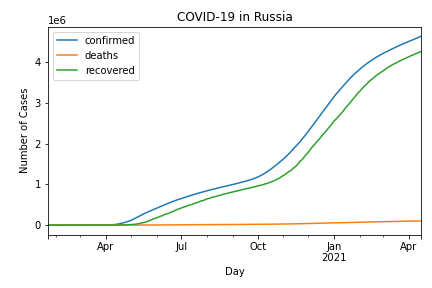 COVID-19 in Russia
1e6
confirmed
deaths
recovered
Number of Cases
4
3
2
1
0
Apr
Jul
Oct
Jan
2021
Apr
Day